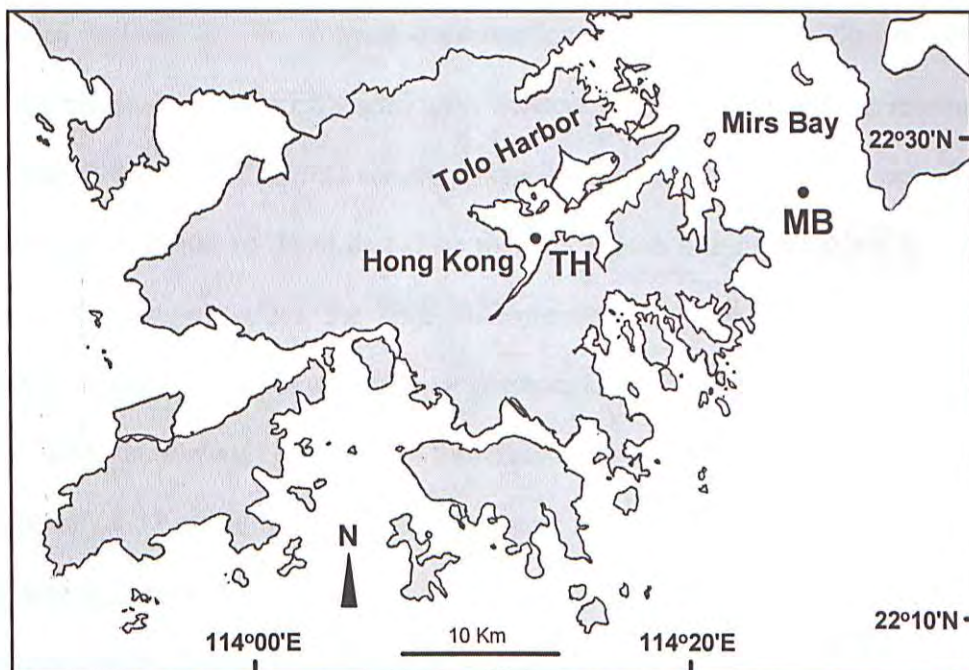 Tolo Harbor
Mirs Bay
22°30'N
MB
Hong Kong
TH
N
22°10'N
114°00'E
10 Km
114°20'E